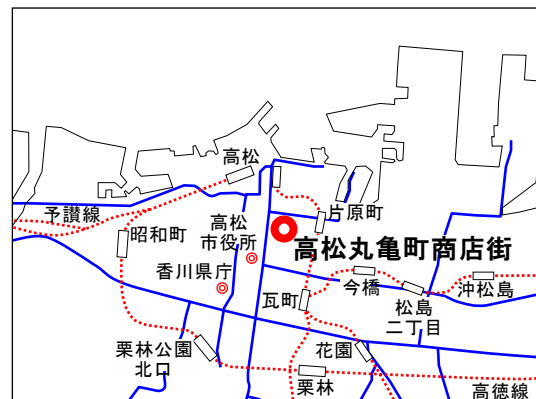 高松
予讃線
昭和町
高松
市役所
片原町
高松丸亀町商店街
香川県庁
瓦町
今橋
松島
二丁目
沖松島
栗林公園
北口
花園
栗林
高徳線